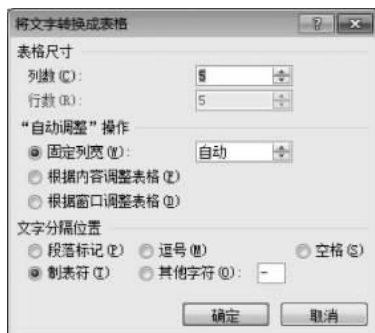 将文字转换成表格
表格尺寸
列数(C): 5
行数(R): 5
“自动调整”操作
固定列宽(W): 自动
根据内容调整表格(F)
根据窗口调整表格(D)
文字分隔位置
段落标记(P) 逗号(M) 空格(S)
制表符(T) 其他字符(O): -
确定 取消